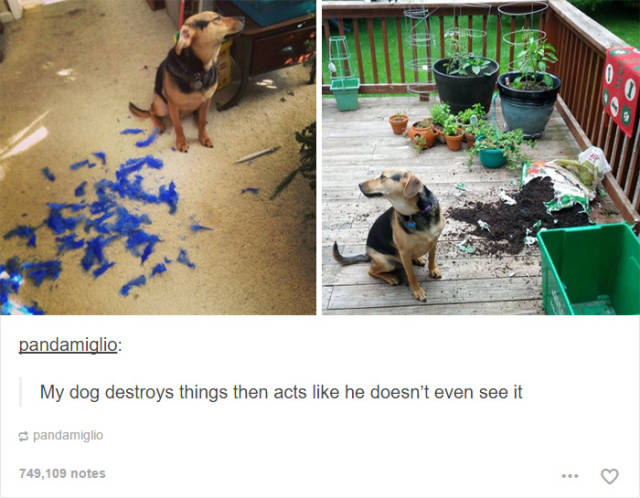 pandamiglio:
My dog destroys things then acts like he doesn't even see it
pandamiglio
749,109 notes